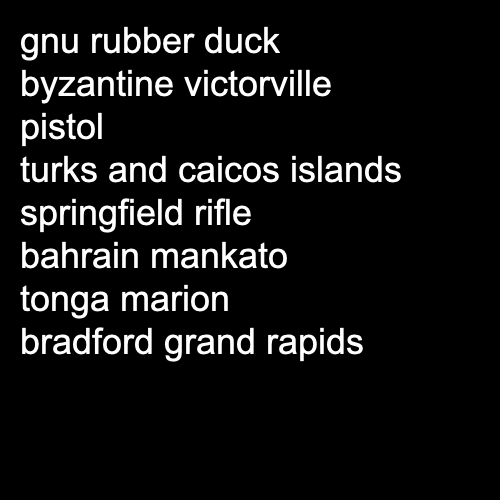 gnu rubber duck
byzantine victorville
pistol
turks and caicos islands
springfield rifle
bahrain mankato
tonga marion
bradford grand rapids